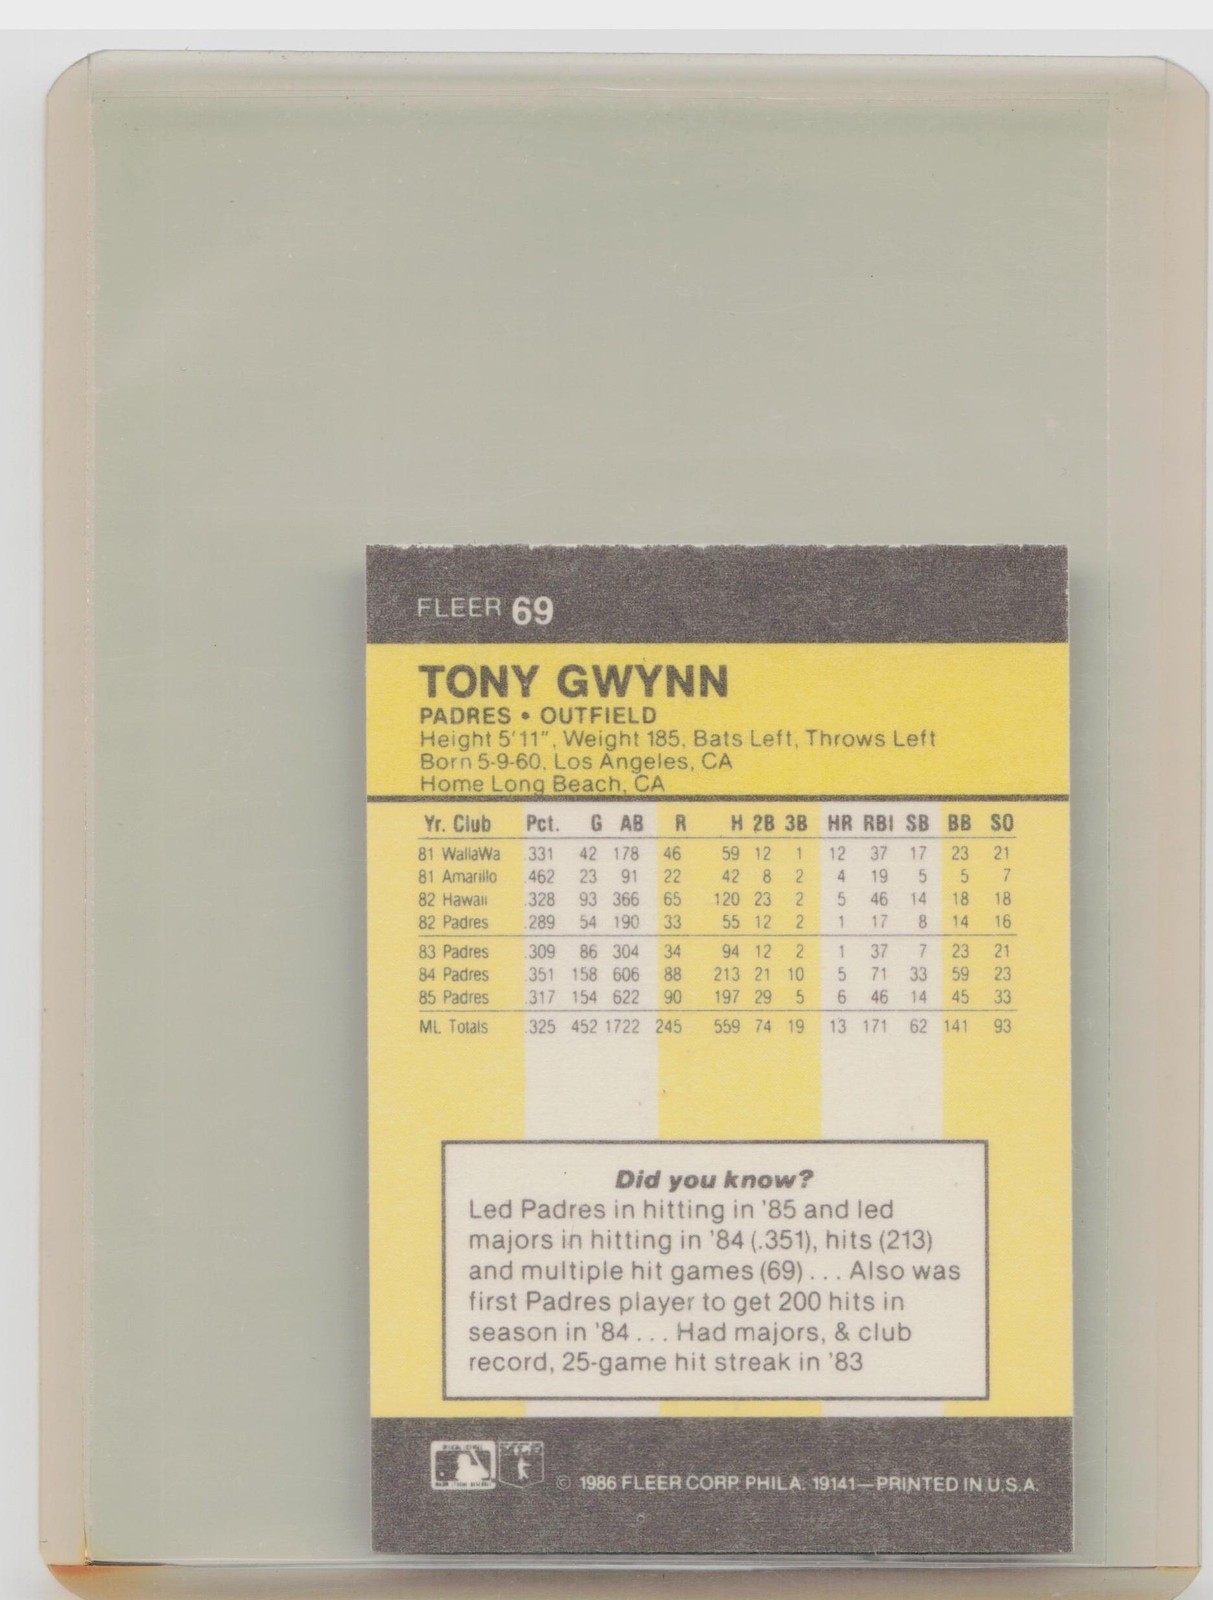 FLEER 69
TONY GWYNN
PADRES • OUTFIELD
Height 5'11", Weight 185, Bats Left, Throws Left
Born 5-9-60, Los Angeles, CA
Home Long Beach, CA
Yr. Club Pct. G AB R H 2B 3B HR RBI SB BB SO
81 WallaWa .331 42 178 46 59 12 1 12 37 17 23 21
81 Amarillo .462 23 91 22 42 8 2 4 19 5 5 7
82 Hawaii .328 93 366 65 120 23 2 5 46 14 18 18
82 Padres .289 54 190 33 55 12 2 1 17 8 14 16
83 Padres .309 86 304 34 94 12 2 1 37 7 23 21
84 Padres .351 158 606 88 213 21 10 5 71 33 59 23
85 Padres .317 154 622 90 197 29 5 6 46 14 45 33
ML Totals .325 452 1722 245 559 74 19 13 171 62 141 93
Did you know?
Led Padres in hitting in '85 and led
majors in hitting in '84 (.351), hits (213)
and multiple hit games (69) . . . Also was
first Padres player to get 200 hits in
season in '84 . . . Had majors, & club
record, 25-game hit streak in '83
© 1986 FLEER CORP. PHILA. 19141—PRINTED IN U.S.A.